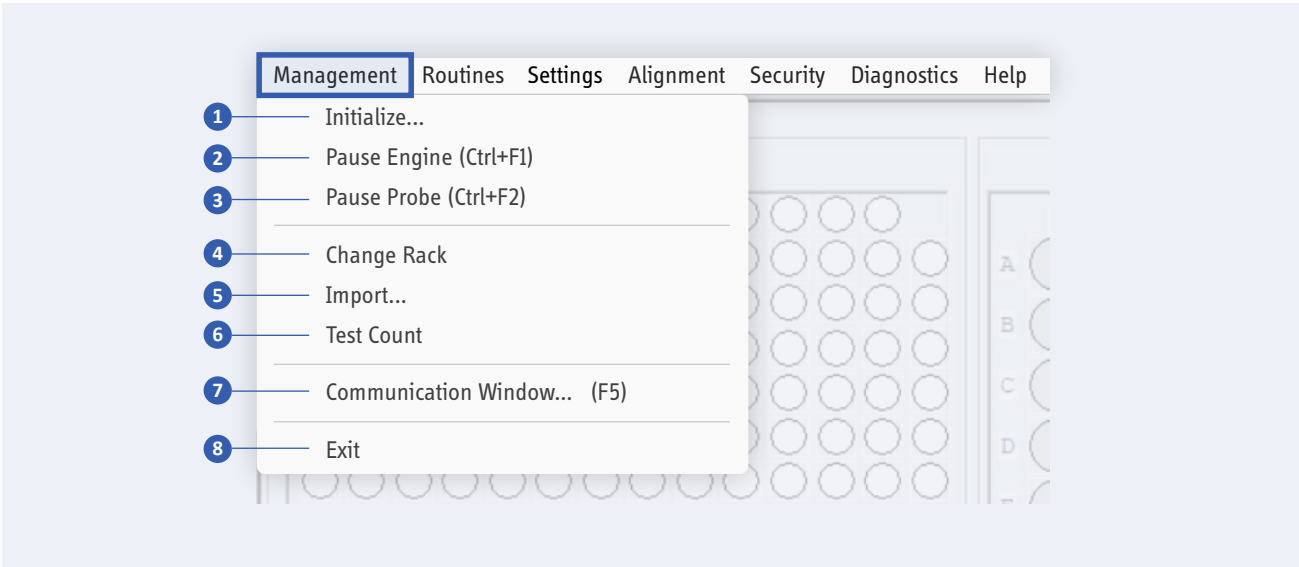 Management Routines Settings Alignment Security Diagnostics Help
1 Initialize...
2 Pause Engine (Ctrl+F1)
3 Pause Probe (Ctrl+F2)
4 Change Rack
5 Import...
6 Test Count
7 Communication Window... (F5)
8 Exit
A
B
C
D